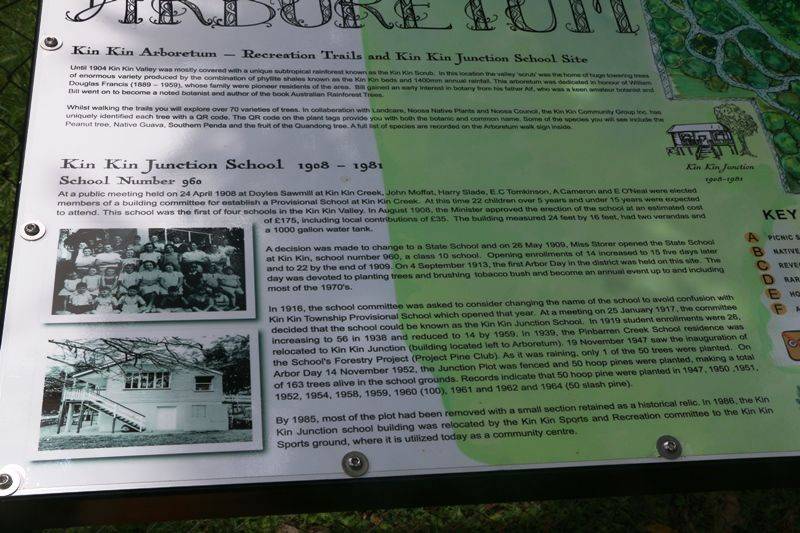 ARBORETUM
Kin Kin Arboretum – Recreation Trails and Kin Kin Junction School Site
Until 1904 Kin Kin Valley was mostly covered with a unique subtropical rainforest known as the Kin Kin Scrub. In this location the valley 'scrub' was the home of huge towering trees
of enormous variety produced by the combination of phyllite shales known as the Kin Kin beds and 1400mm annual rainfall. This arboretum was dedicated in honour of William
Douglas Francis (1889 – 1959), whose family were pioneer residents of the area. Bill gained an early interest in botany from his father Alf, who was a keen amateur botanist and
Bill went on to become a noted botanist and author of the book Australian Rainforest Trees.
Whilst walking the trails you will explore over 70 varieties of trees. In collaboration with Landcare, Noosa Native Plants and Noosa Council, the Kin Kin Community Group Inc. has
uniquely identified each tree with a QR code. The QR code on the plant tags provide you with both the botanic and common name. Some of the species you will see include the
Peanut tree, Native Guava, Southern Penda and the fruit of the Quandong tree. A full list of species are recorded on the Arboretum walk sign inside.
Kin Kin Junction
1908-1981
Kin Kin Junction School 1908 – 1981
School Number 960
At a public meeting held on 24 April 1908 at Doyles Sawmill at Kin Kin Creek, John Moffat, Harry Slade, E.C Tomkinson, A Cameron and E O'Neal were elected
members of a building committee for establish a Provisional School at Kin Kin Creek. At this time 22 children over 5 years and under 15 years were expected
to attend. This school was the first of four schools in the Kin Kin Valley. In August 1908, the Minister approved the erection of the school at an estimated cost
of £175, including local contributions of £35. The building measured 24 feet by 16 feet, had two verandas and
a 1000 gallon water tank.
A decision was made to change to a State School and on 26 May 1909, Miss Storer opened the State School
at Kin Kin, school number 960, a class 10 school. Opening enrolments of 14 increased to 15 five days later
and to 22 by the end of 1909. On 4 September 1913, the first Arbor Day in the district was held on this site. The
day was devoted to planting trees and brushing tobacco bush and become an annual event up to and including
most of the 1970's.
In 1916, the school committee was asked to consider changing the name of the school to avoid confusion with
Kin Kin Township Provisional School which opened that year. At a meeting on 25 January 1917, the committee
decided that the school could be known as the Kin Kin Junction School. In 1919 student enrollments were 26,
increasing to 56 in 1938 and reduced to 14 by 1959. In 1939, the Pinbarren Creek School residence was
relocated to Kin Kin Junction (building located left to Arboretum). 19 November 1947 saw the inauguration of
the School's Forestry Project (Project Pine Club). As it was raining, only 1 of the 50 trees were planted. On
Arbor Day 14 November 1952, the Junction Plot was fenced and 50 hoop pines were planted, making a total
of 163 trees alive in the school grounds. Records indicate that 50 hoop pine were planted in 1947, 1950 ,1951,
1952, 1954, 1958, 1959, 1960 (100), 1961 and 1962 and 1964 (50 slash pine).
By 1985, most of the plot had been removed with a small section retained as a historical relic. In 1986, the Kin
Kin Junction school building was relocated by the Kin Kin Sports and Recreation committee to the Kin Kin
Sports ground, where it is utilized today as a community centre.
KEY
A PICNIC
B NATIVE
C
D
E
F